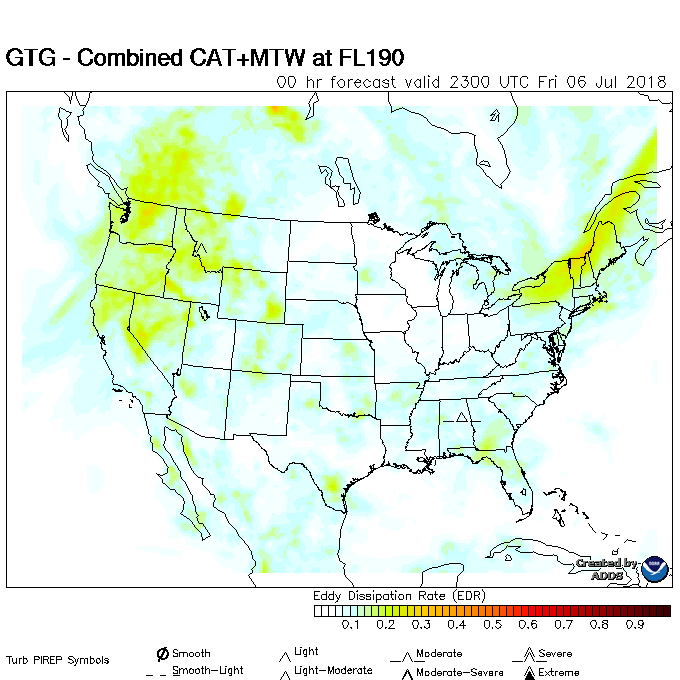 GTG - Combined CAT+MTW at FL190
00 hr forecast valid 2300 UTC Fri 06 Jul 2018
Created by
ADDS
Eddy Dissipation Rate (EDR)
0.1 0.2 0.3 0.4 0.5 0.6 0.7 0.8 0.9
Turb PIREP Symbols
Smooth Light Moderate Severe
Smooth-Light Light-Moderate Moderate-Severe Extreme